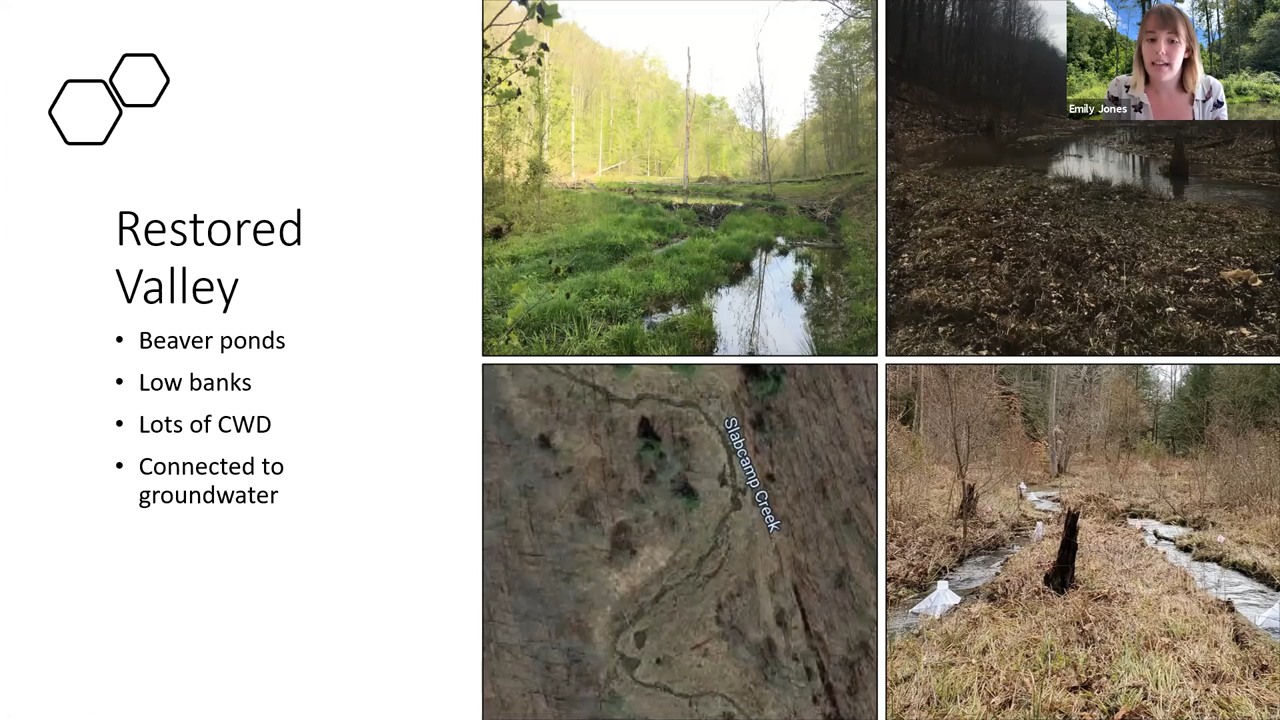 Restored
Valley
• Beaver ponds
• Low banks
• Lots of CWD
• Connected to
groundwater
Slabcamp Creek
Emily Jones